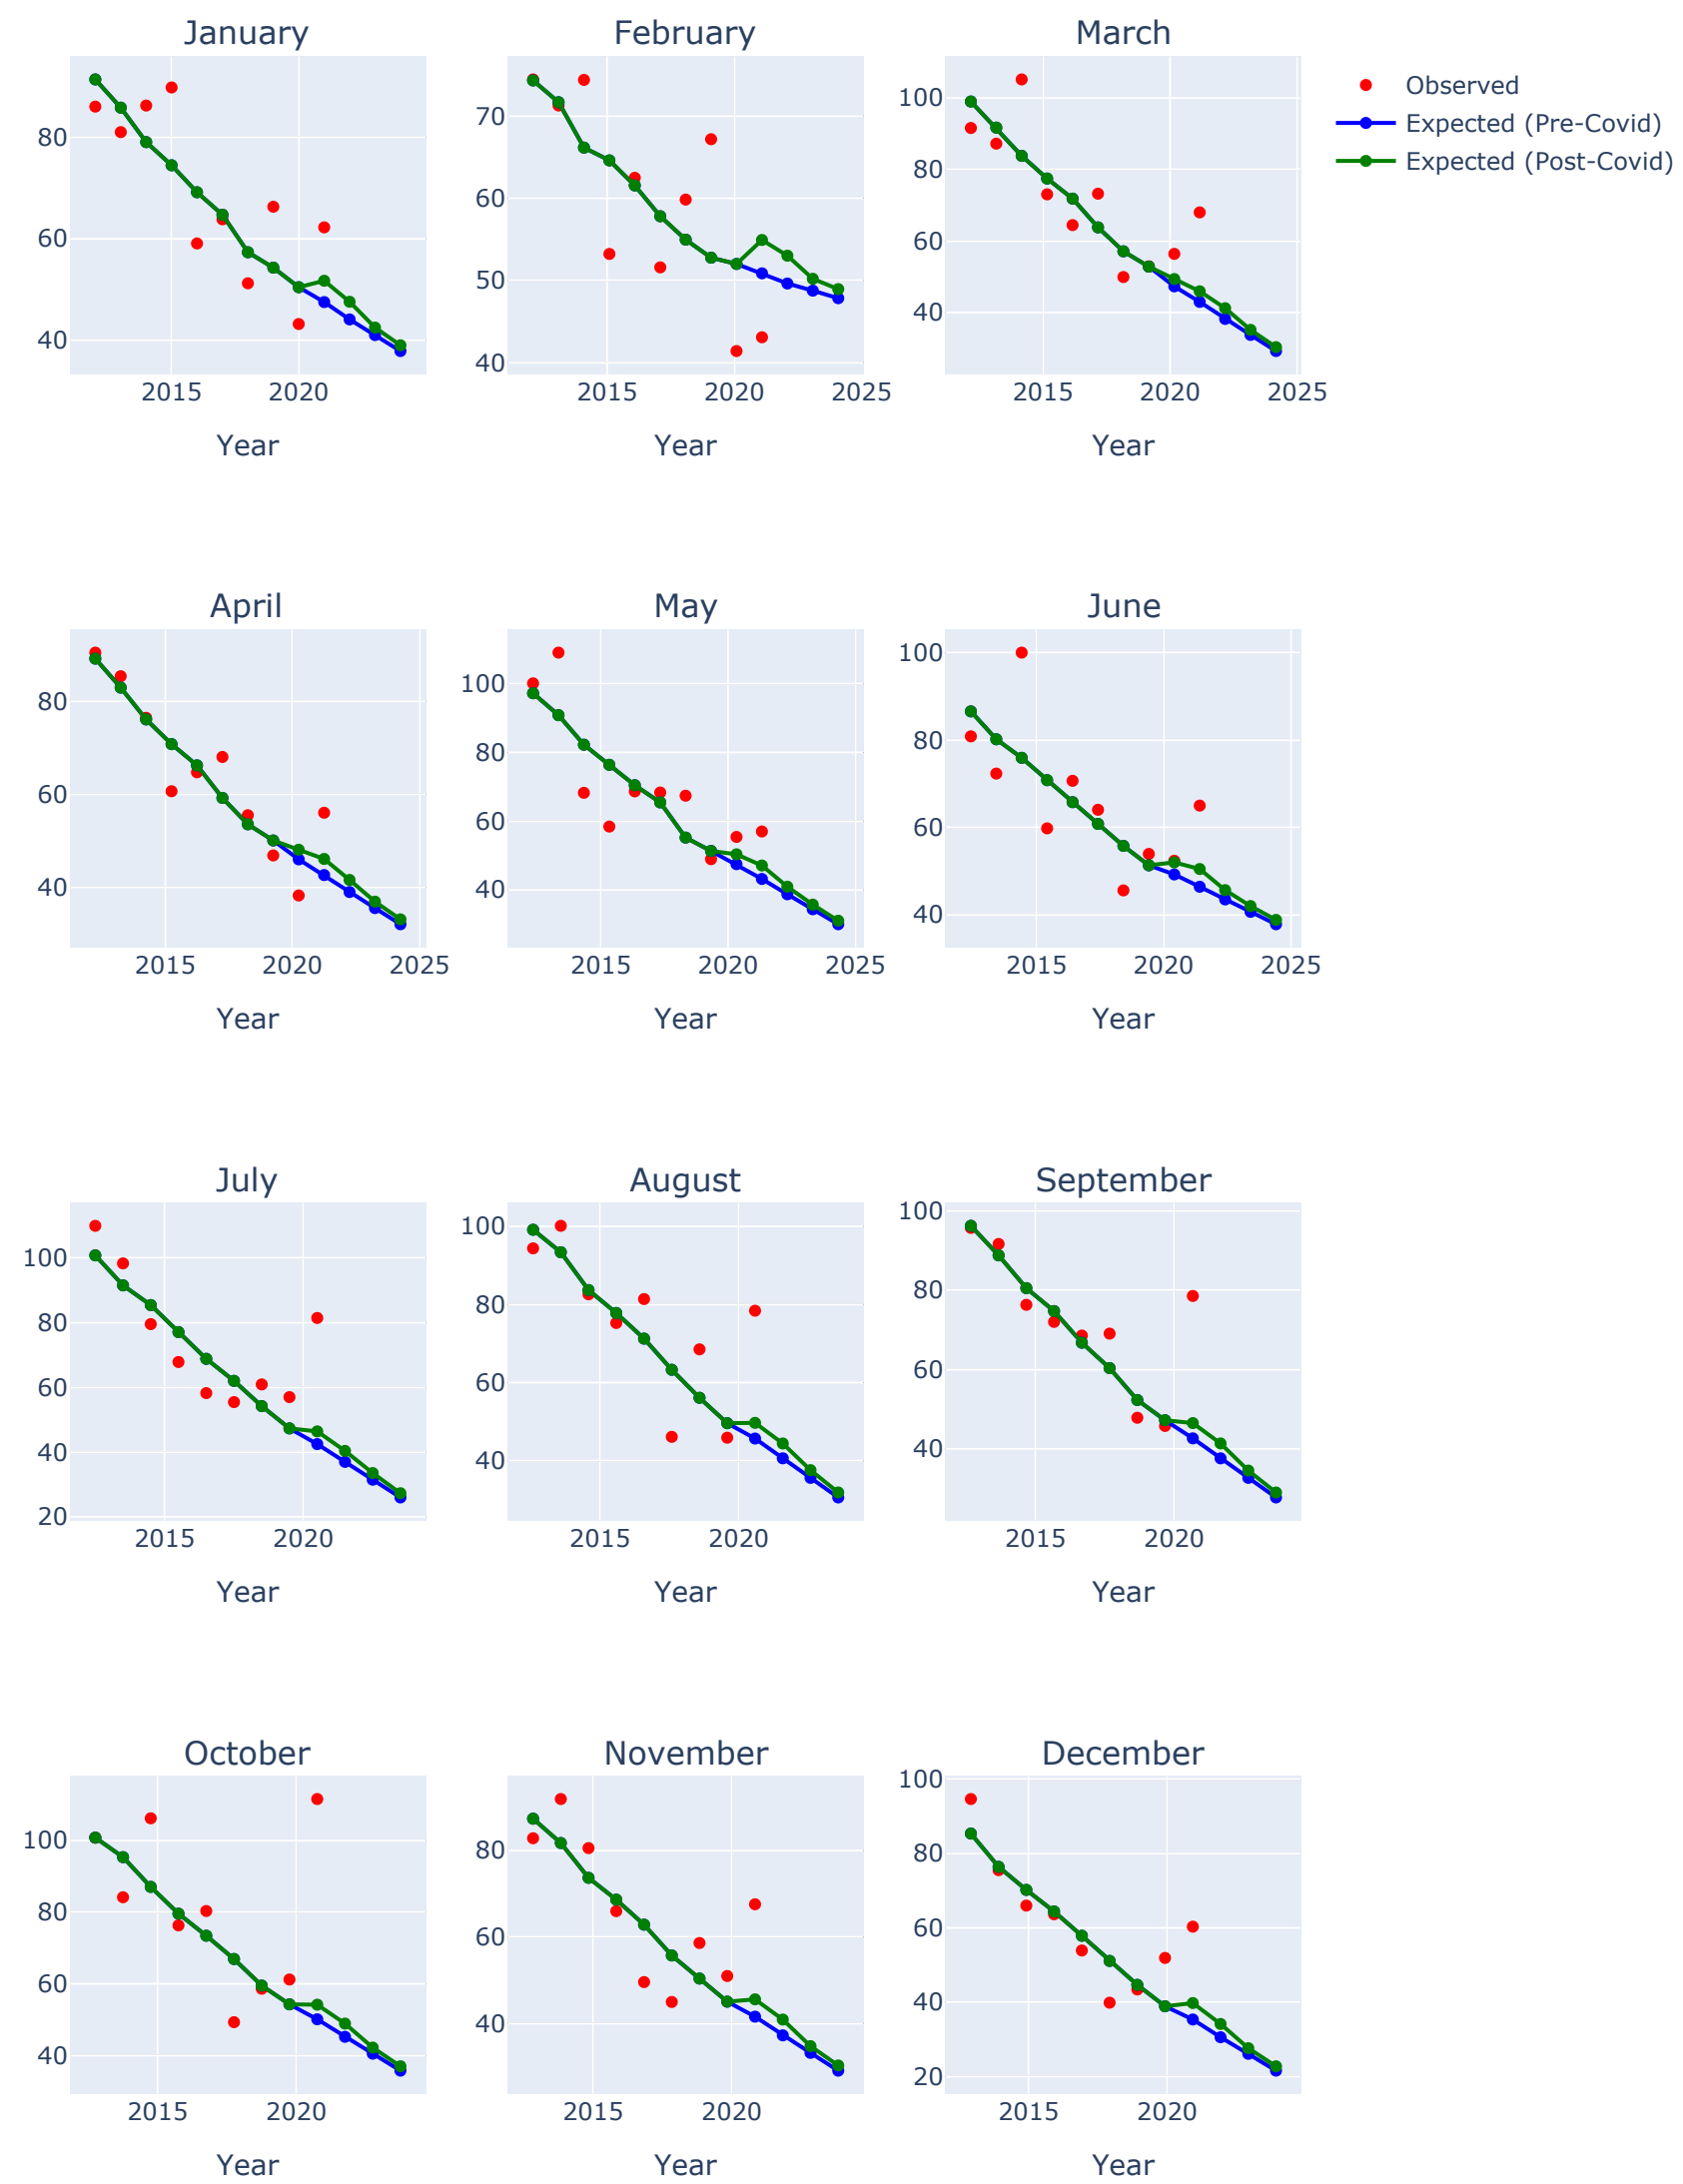 January
February
March
Observed
Expected (Pre-Covid)
Expected (Post-Covid)
80
60
40
2015
2020
Year
70
60
50
40
2015
2020
2025
Year
100
80
60
40
2015
2020
2025
Year
April
May
June
80
60
40
2015
2020
2025
Year
100
80
60
40
2015
2020
2025
Year
100
80
60
40
2015
2020
2025
Year
July
August
September
100
80
60
40
20
2015
2020
Year
100
80
60
40
2015
2020
Year
100
80
60
40
2015
2020
Year
October
November
December
100
80
60
40
2015
2020
Year
80
60
40
2015
2020
Year
100
80
60
40
20
2015
2020
Year